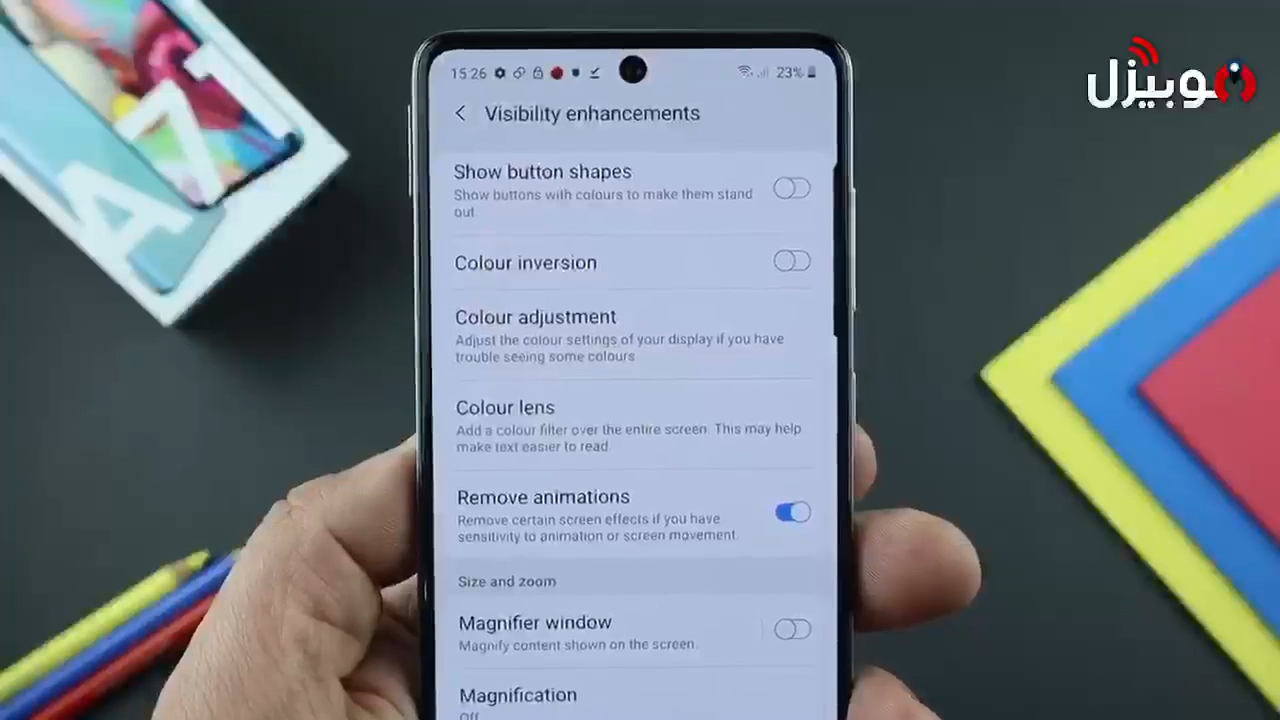 موبيزل
A71
15:26
23%
Visibility enhancements
Show button shapes
Show buttons with colours to make them stand
out.
Colour inversion
Colour adjustment
Adjust the colour settings of your display if you have
trouble seeing some colours
Colour lens
Add a colour filter over the entire screen. This may help
make text easier to read.
Remove animations
Remove certain screen effects if you have
sensitivity to animation or screen movement.
Size and zoom
Magnifier window
Magnify content shown on the screen.
Magnification
Off